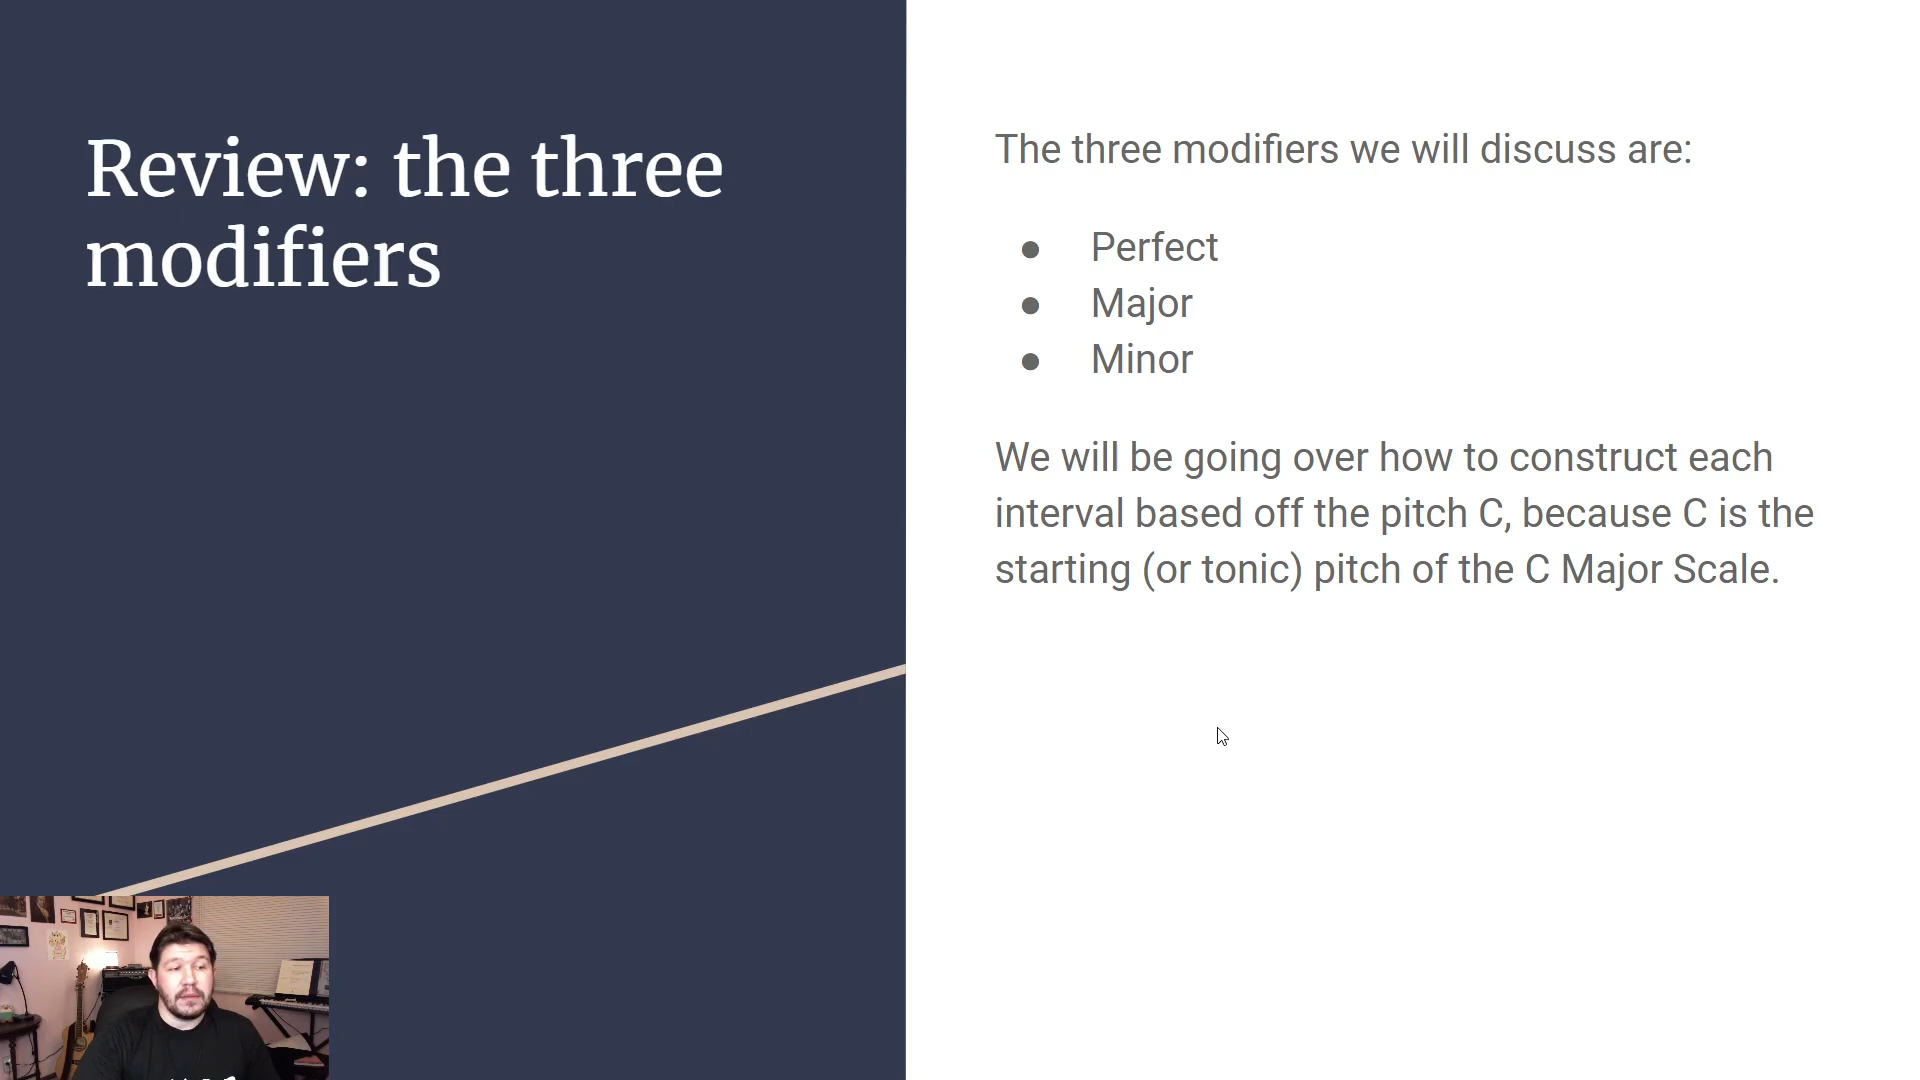 Review: the three
modifiers
The three modifiers we will discuss are:
● Perfect
● Major
● Minor
We will be going over how to construct each
interval based off the pitch C, because C is the
starting (or tonic) pitch of the C Major Scale.